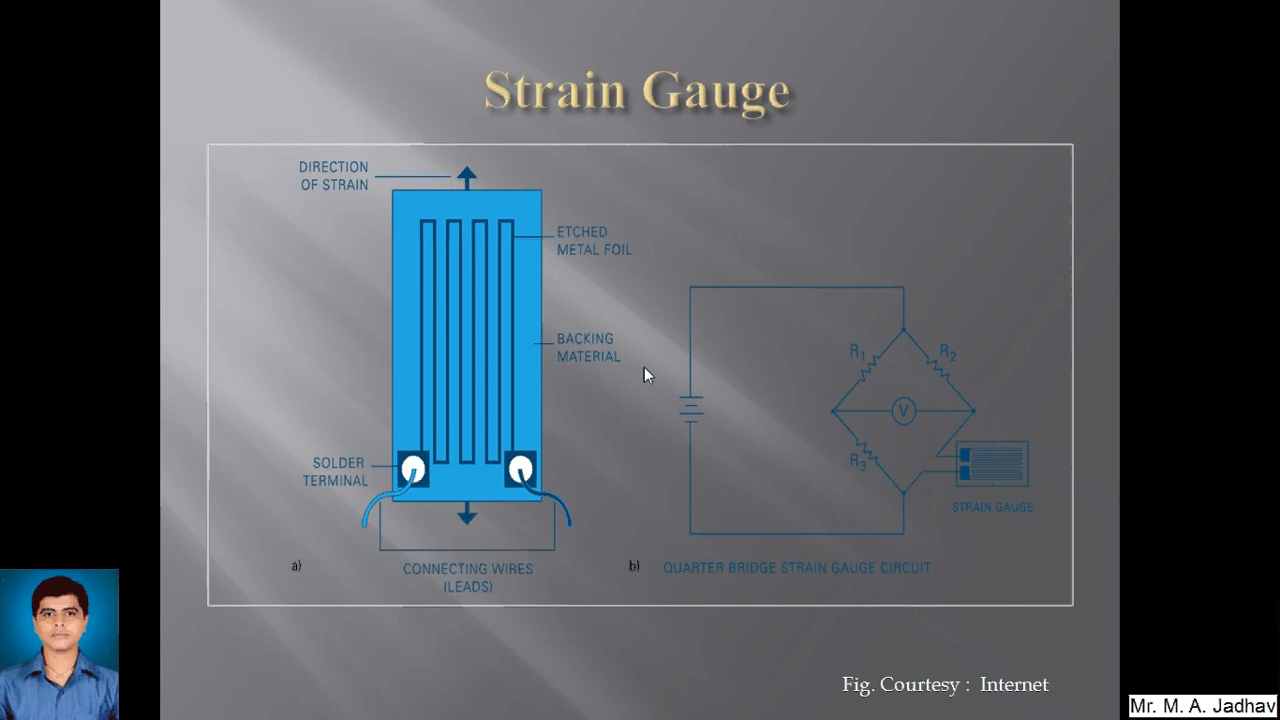 Strain Gauge
DIRECTION
OF STRAIN
ETCHED
METAL FOIL
BACKING
MATERIAL
SOLDER
TERMINAL
CONNECTING WIRES
(LEADS)
a)
R1
R2
V
R3
STRAIN GAUGE
b)
QUARTER BRIDGE STRAIN GAUGE CIRCUIT
Fig. Courtesy : Internet
Mr. M. A. Jadhav